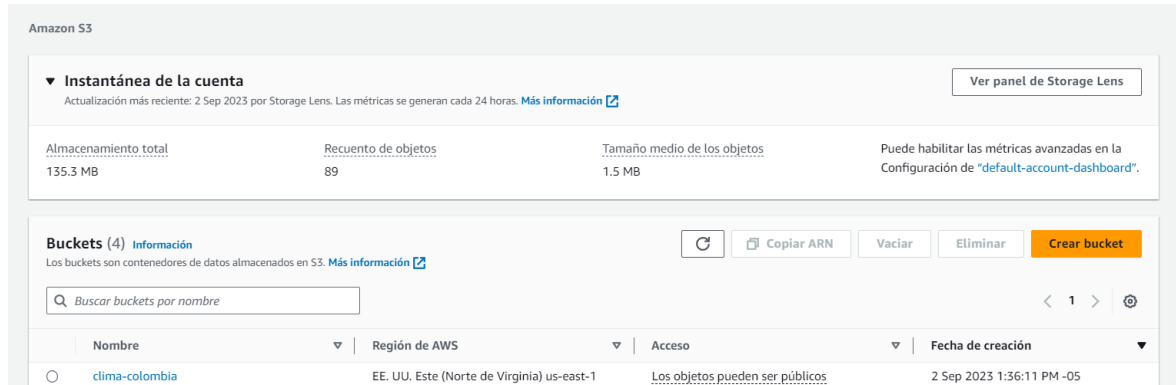 Amazon S3
Instantánea de la cuenta
Ver panel de Storage Lens
Actualización más reciente: 2 Sep 2023 por Storage Lens. Las métricas se generan cada 24 horas. Más información
Almacenamiento total
Recuento de objetos
Tamaño medio de los objetos
Puede habilitar las métricas avanzadas en la
Configuración de “default-account-dashboard”.
135.3 MB
89
1.5 MB
Buckets (4) Información
Los buckets son contenedores de datos almacenados en S3. Más información
Copiar ARN
Vaciar
Eliminar
Crear bucket
Buscar buckets por nombre
1
Nombre
Región de AWS
Acceso
Fecha de creación
clima-colombia
EE. UU. Este (Norte de Virginia) us-east-1
Los objetos pueden ser públicos
2 Sep 2023 1:36:11 PM -05